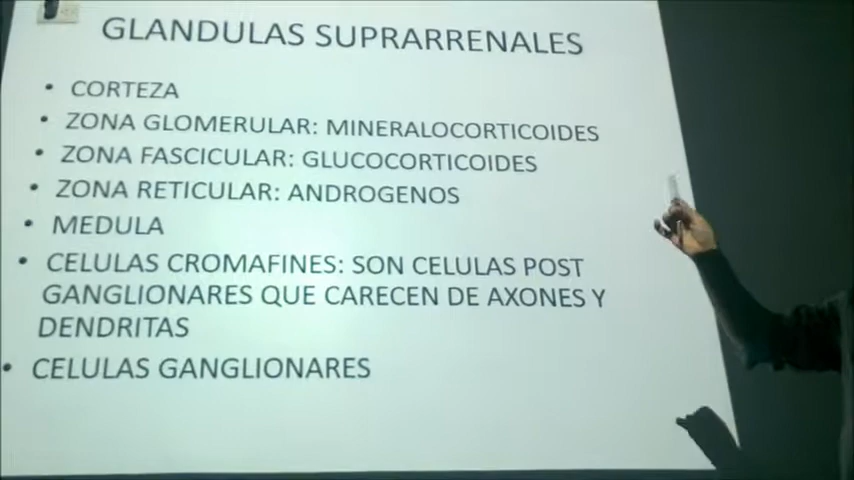 GLANDULAS SUPRARRENALES
• CORTEZA
• ZONA GLOMERULAR: MINERALOCORTICOIDES
• ZONA FASCICULAR: GLUCOCORTICOIDES
• ZONA RETICULAR: ANDROGENOS
• MEDULA
• CELULAS CROMAFINES: SON CELULAS POST
GANGLIONARES QUE CARECEN DE AXONES Y
DENDRITAS
• CELULAS GANGLIONARES